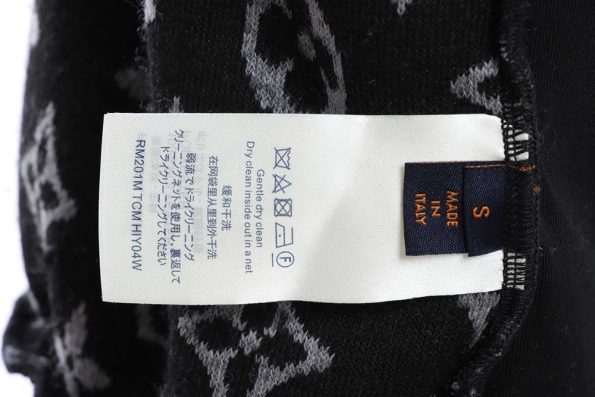 Gentle dry clean
Dry clean inside out in a net
缓和干洗
在网袋里从里到外干洗
弱流でドライクリーニング
クリーニングネットを使用し、裏返して
ドライクリーニングしてください
RM201M TCM HIY04W
S
MADE
IN
ITALY